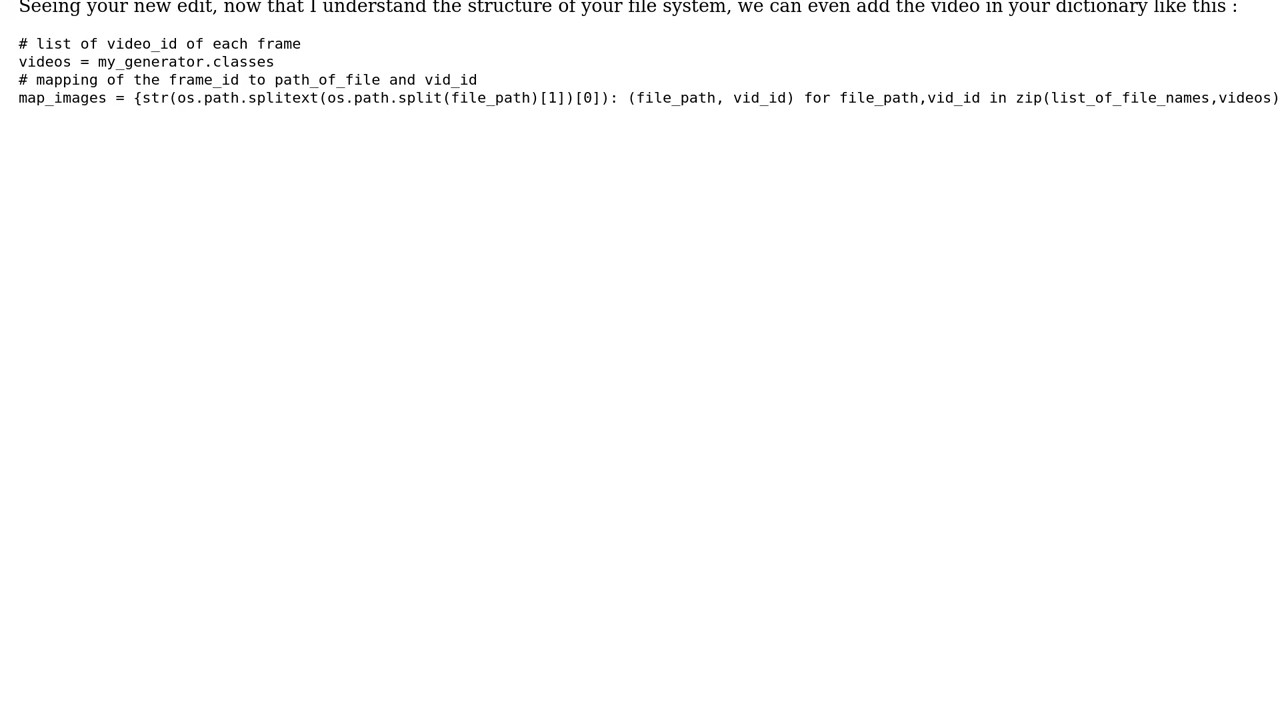 Seeing your new edit, now that I understand the structure of your file system, we can even add the video in your dictionary like this :
# list of video_id of each frame
videos = my_generator.classes
# mapping of the frame_id to path_of_file and vid_id
map_images = {str(os.path.splitext(os.path.split(file_path)[1])[0]): (file_path, vid_id) for file_path,vid_id in zip(list_of_file_names,videos)